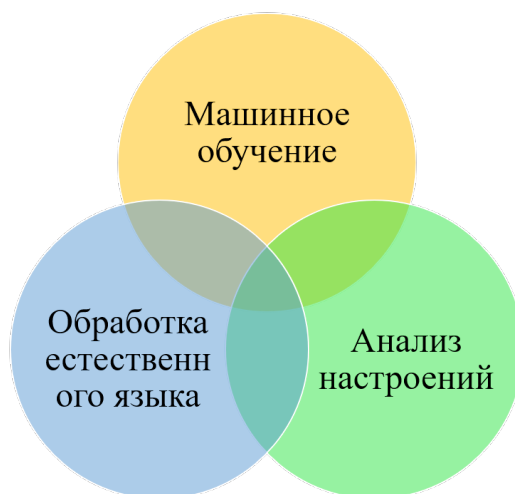 Машинное
обучение
Обработка
естественн
ого языка
Анализ
настроений